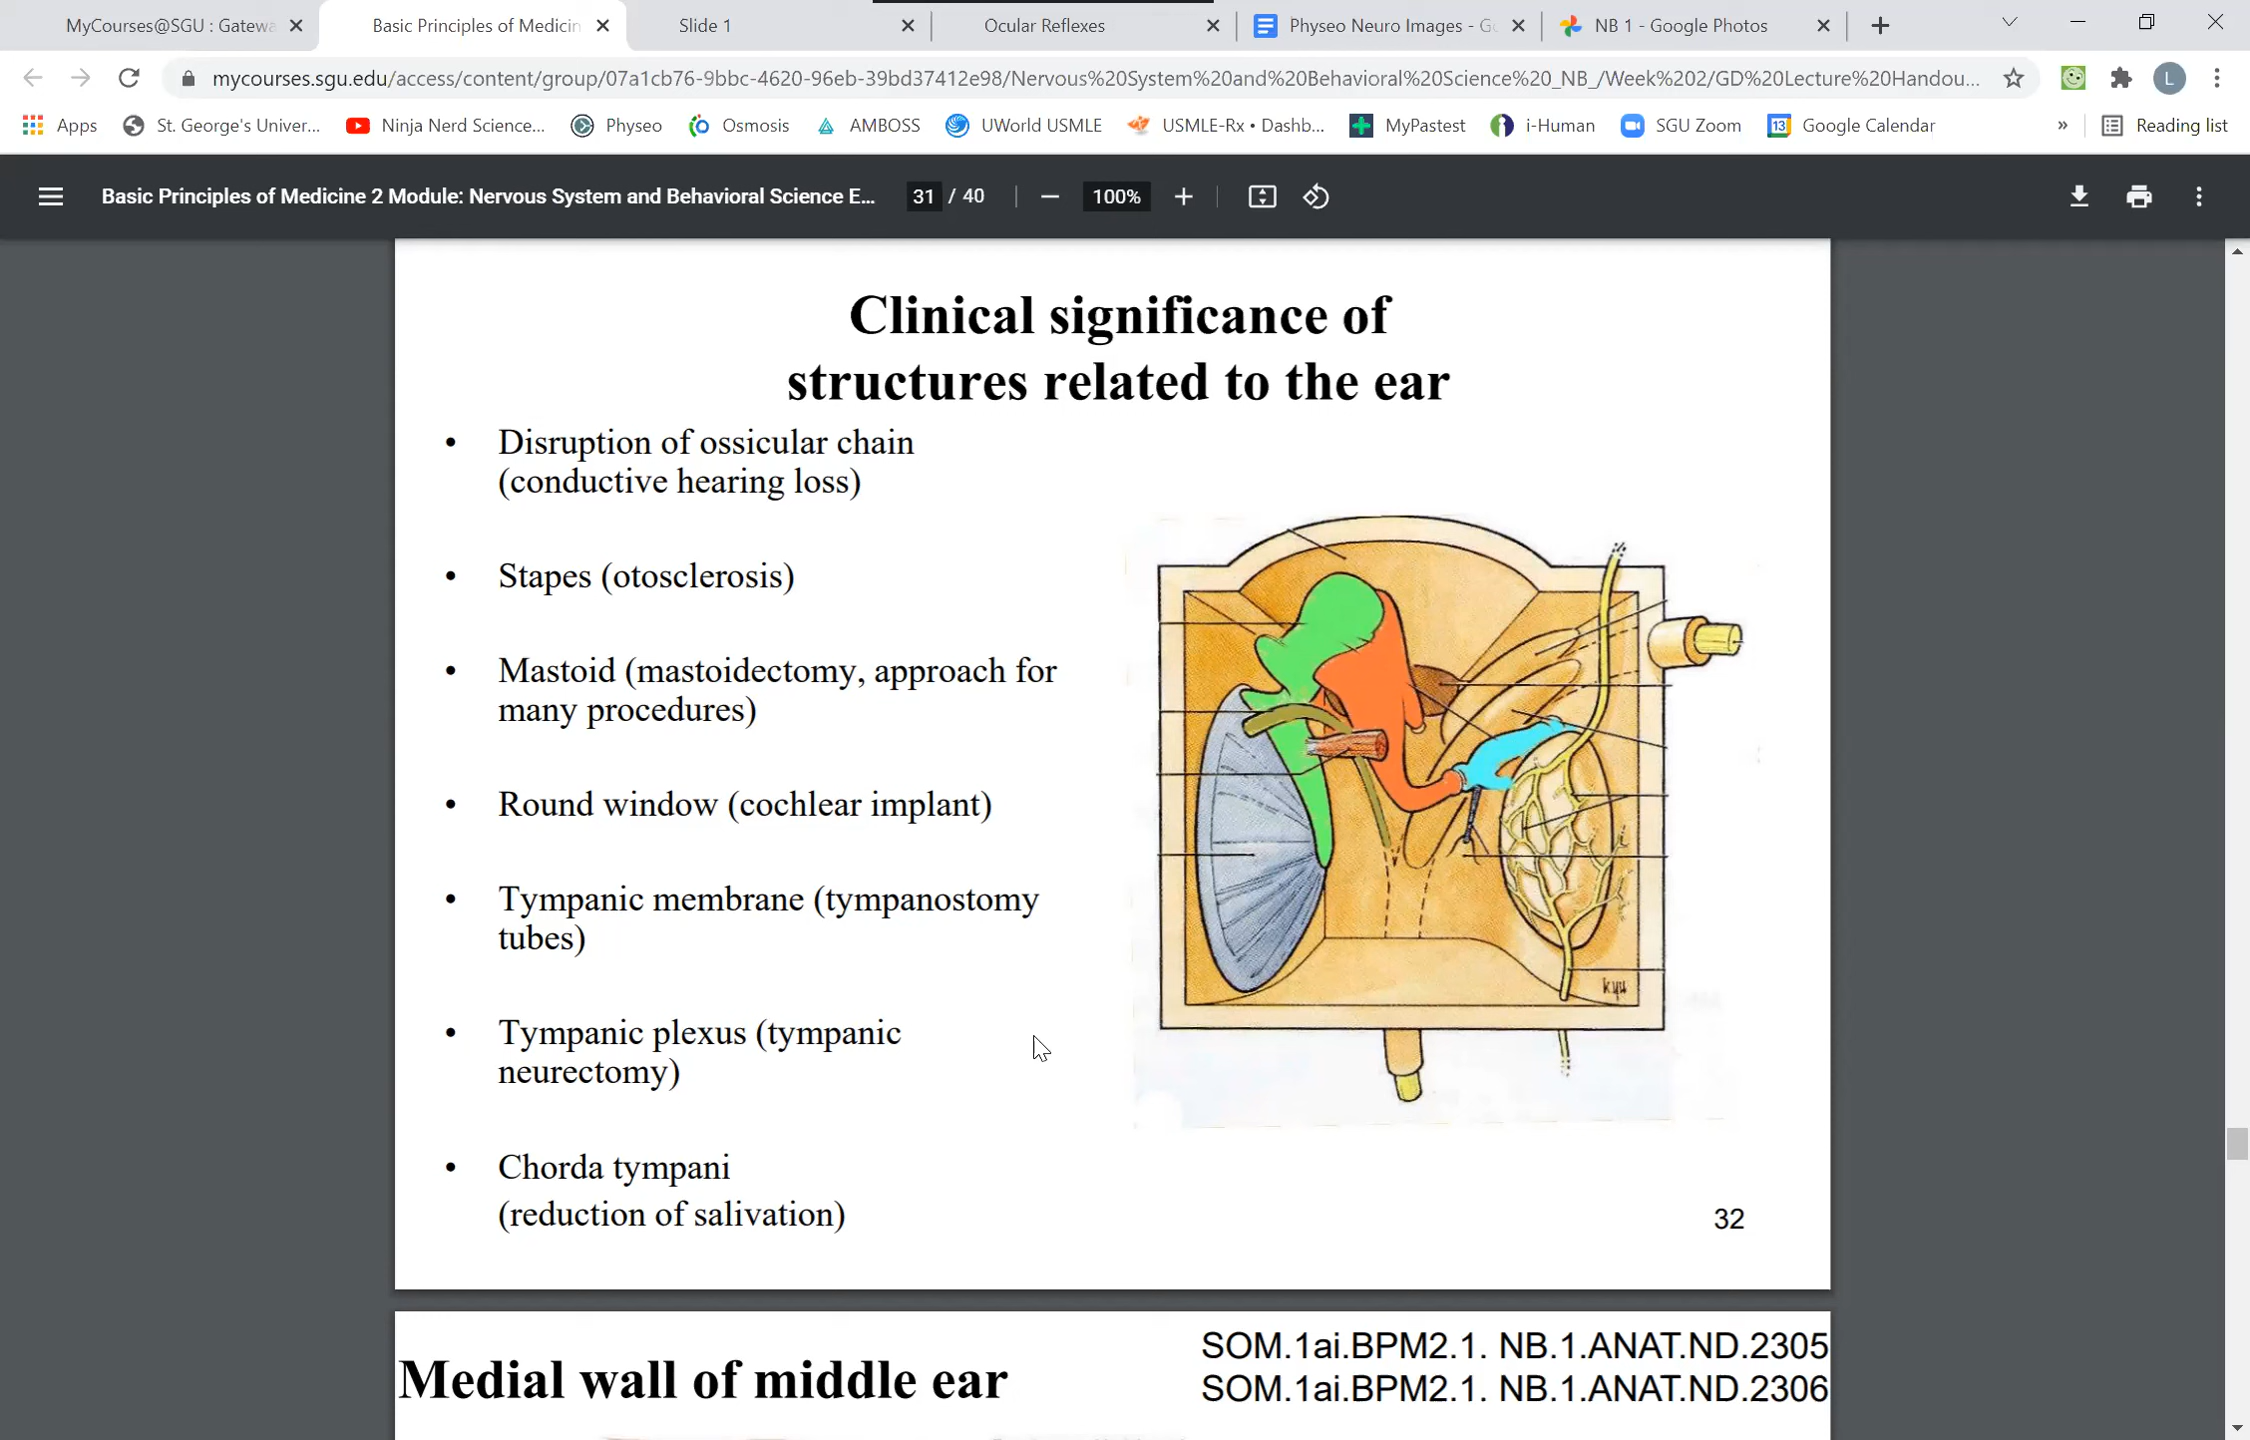 MyCourses@SGU : Gatewa
Basic Principles of Medicin
Slide 1
Ocular Reflexes
Physeo Neuro Images - Go
NB 1 - Google Photos
mycourses.sgu.edu/access/content/group/07a1cb76-9bbc-4620-96eb-39bd37412e98/Nervous%20System%20and%20Behavioral%20Science%20_NB_/Week%202/GD%20Lecture%20Handou...
L
Apps
St. George's Univer...
Ninja Nerd Science...
Physeo
Osmosis
AMBOSS
UWorld USMLE
USMLE-Rx • Dashb...
MyPastest
i-Human
SGU Zoom
13
Google Calendar
»
Reading list
Basic Principles of Medicine 2 Module: Nervous System and Behavioral Science E...
31 / 40
100%
Clinical significance of
structures related to the ear
• Disruption of ossicular chain
(conductive hearing loss)
• Stapes (otosclerosis)
• Mastoid (mastoidectomy, approach for
many procedures)
• Round window (cochlear implant)
• Tympanic membrane (tympanostomy
tubes)
• Tympanic plexus (tympanic
neurectomy)
• Chorda tympani
(reduction of salivation)
32
Medial wall of middle ear
SOM.1ai.BPM2.1. NB.1.ANAT.ND.2305
SOM.1ai.BPM2.1. NB.1.ANAT.ND.2306